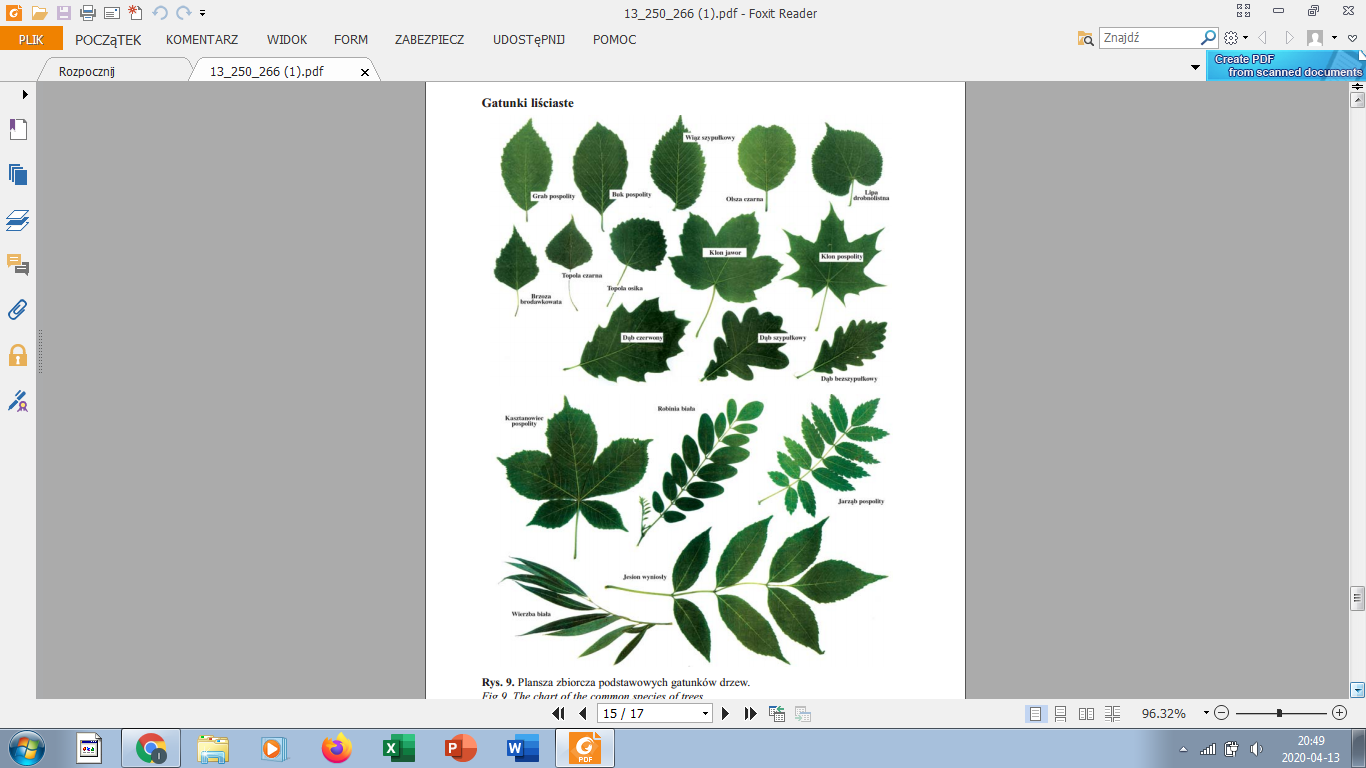 13_250_266 (1).pdf - Foxit Reader
PLIK POCZąTEK KOMENTARZ WIDOK FORM ZABEZPIECZ UDOSTęPNIJ POMOC
Znajdź
Rozpocznij
13_250_266 (1).pdf
Create PDF
from scanned documents
Gatunki liściaste
Grab pospolity
Buk pospolity
Wiąz szypułkowy
Olsza czarna
Lipa
drobnolistna
Brzoza
brodawkowata
Topola czarna
Topola osika
Klon jawor
Klon pospolity
Dąb czerwony
Dąb szypułkowy
Dąb bezszypułkowy
Kasztanowiec
pospolity
Robinia biała
Jarząb pospolity
Jesion wyniosły
Wierzba biała
Rys. 9. Plansza zbiorcza podstawowych gatunków drzew.
Fig 9. The chart of the common species of trees
15 / 17
96.32%
PDF
20:49
2020-04-13